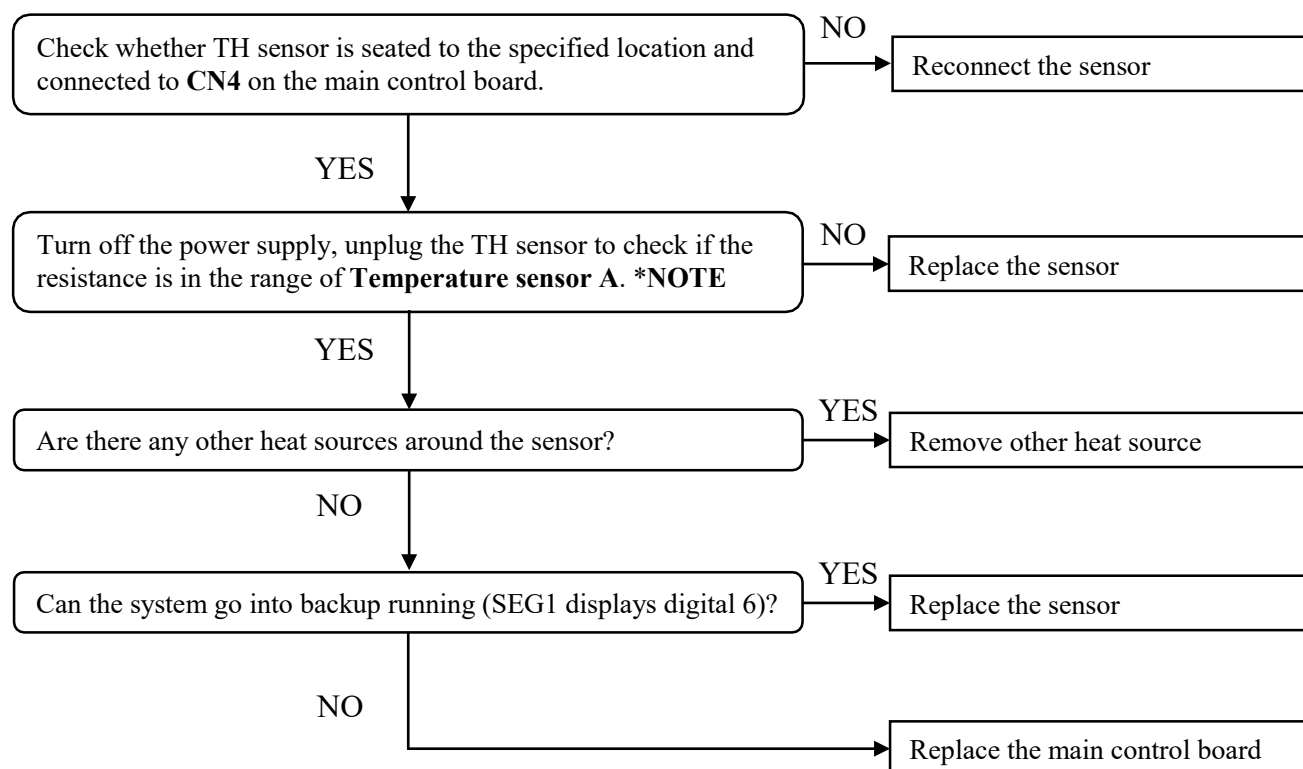 Check whether TH sensor is seated to the specified location and
connected to CN4 on the main control board.
NO
Reconnect the sensor
YES
Turn off the power supply, unplug the TH sensor to check if the
resistance is in the range of Temperature sensor A. *NOTE
NO
Replace the sensor
YES
Are there any other heat sources around the sensor?
YES
Remove other heat source
NO
Can the system go into backup running (SEG1 displays digital 6)?
YES
Replace the sensor
NO
Replace the main control board